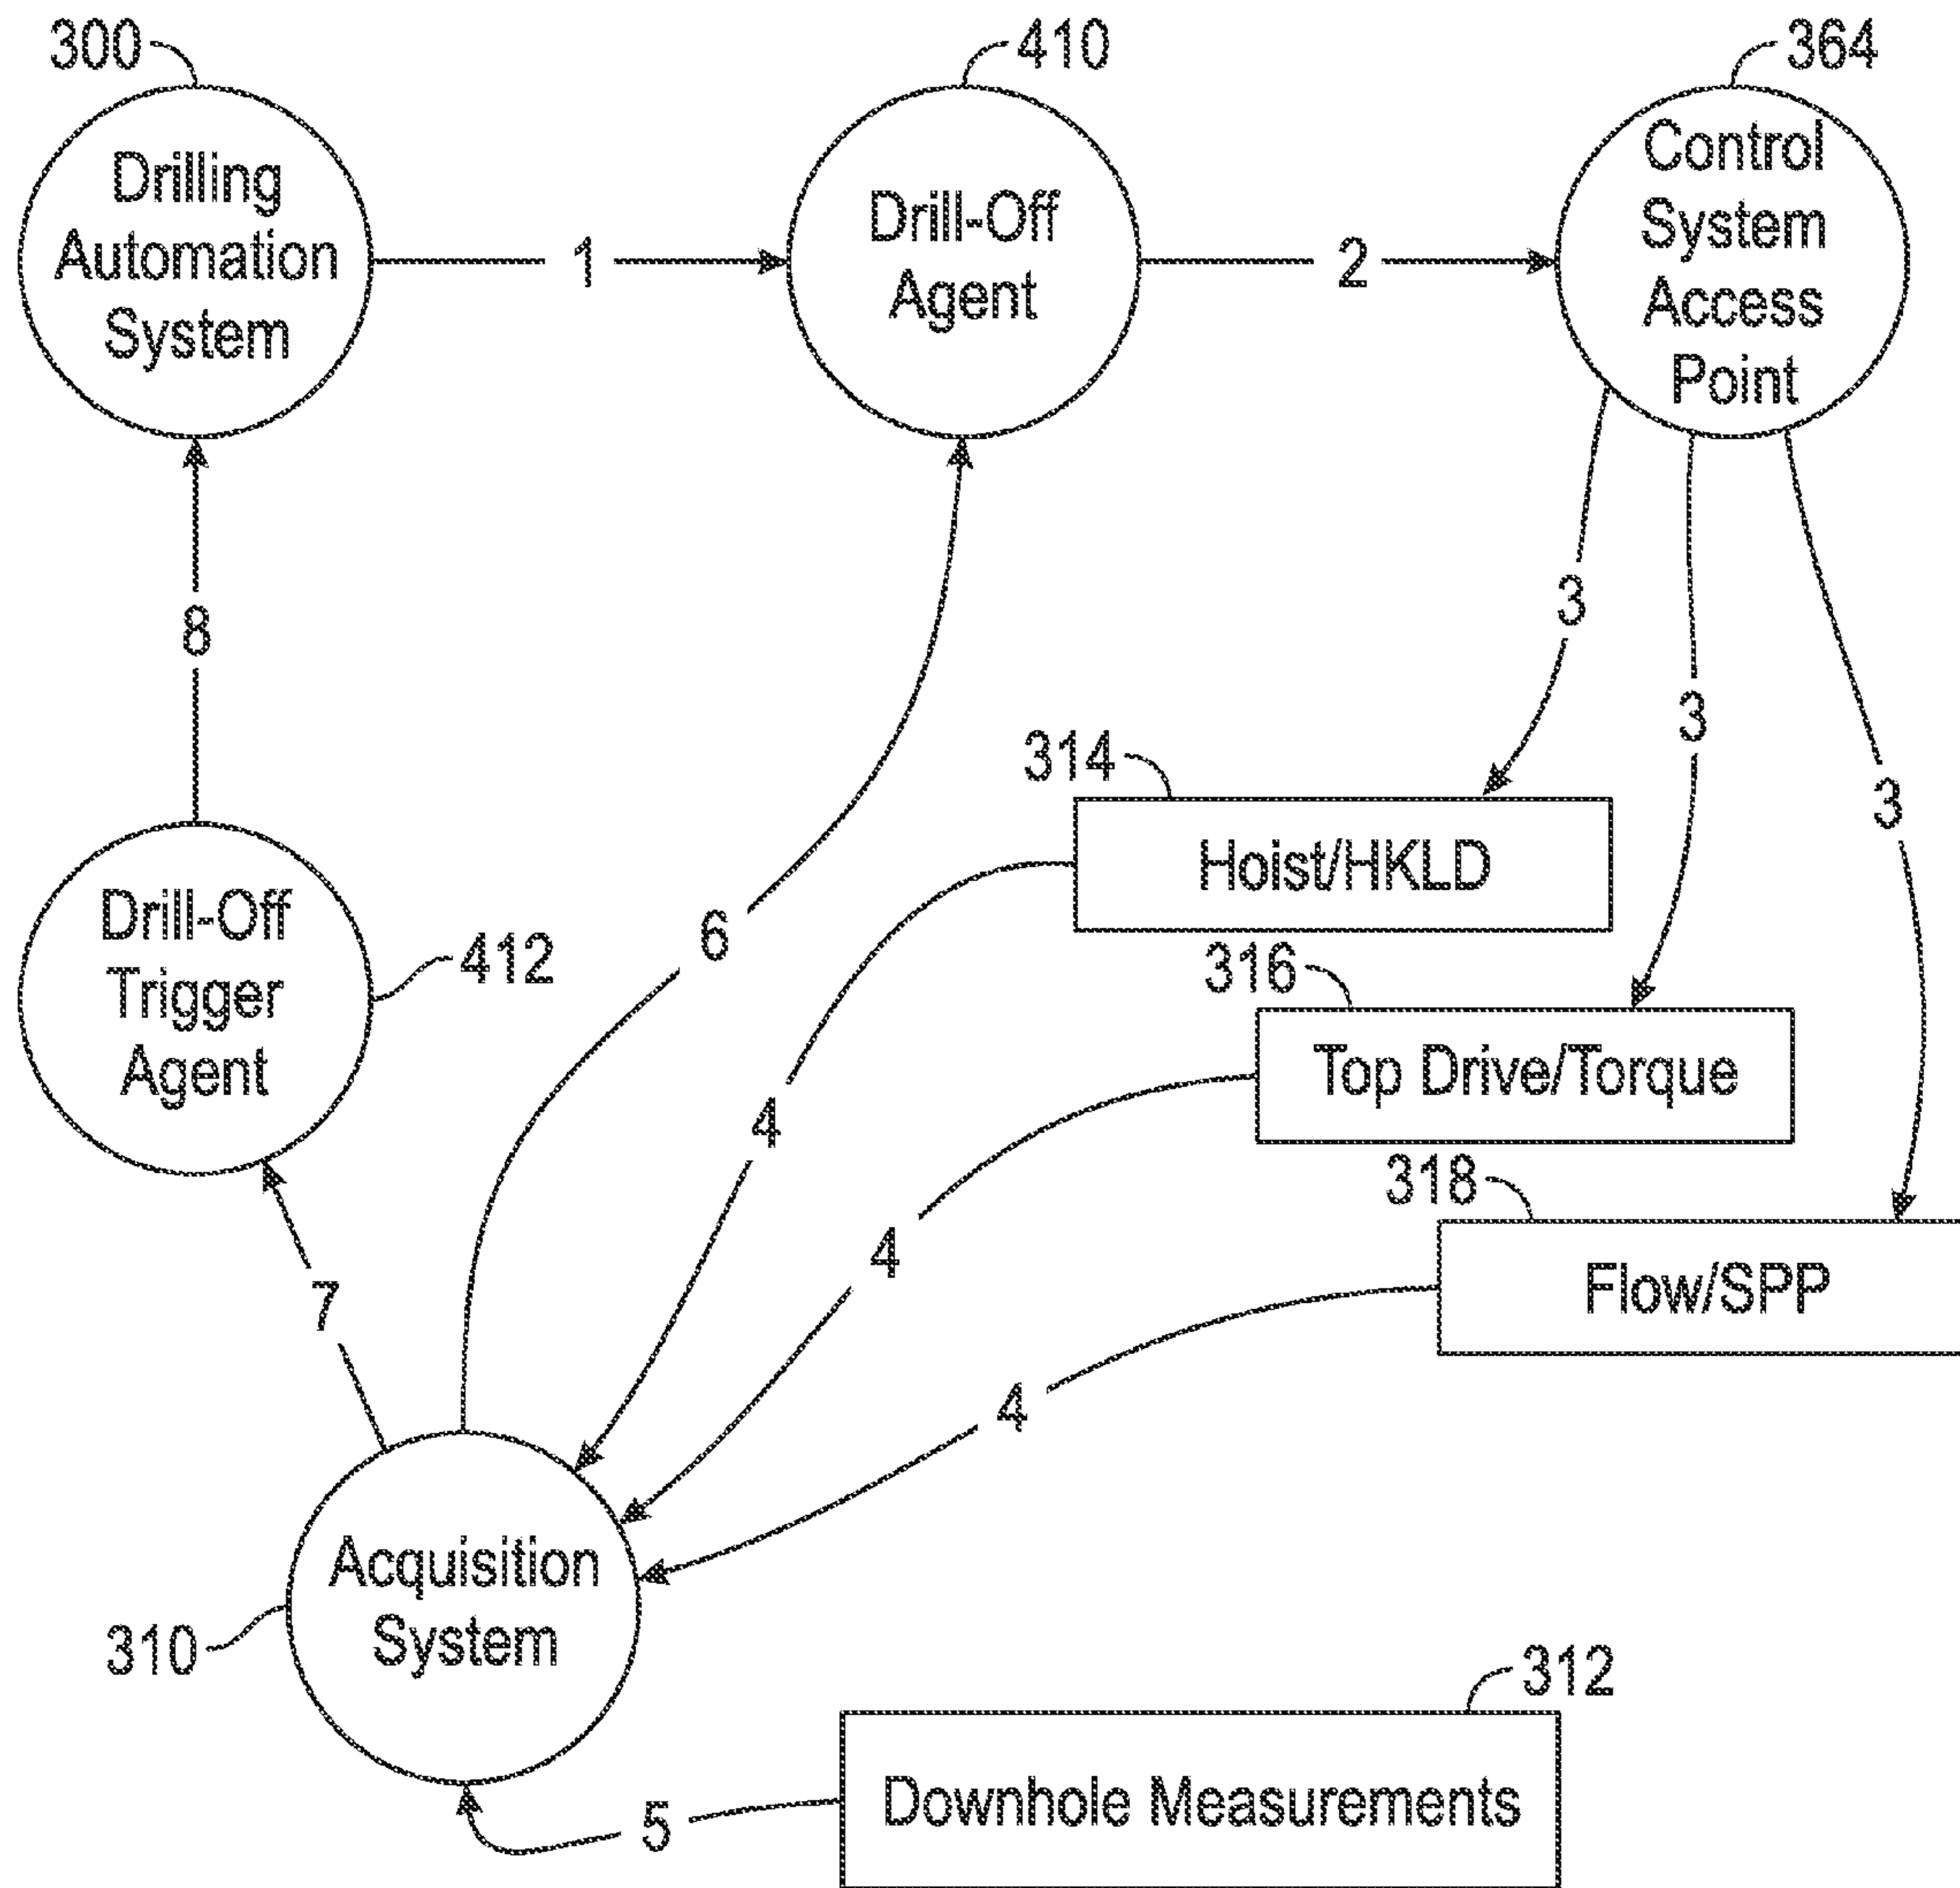 300
410
364
Drilling
Automation
System
1
Drill-Off
Agent
2
Control
System
Access
Point
8
3
3
3
314
Hoist/HKLD
316
Top Drive/Torque
318
Flow/SPP
Drill-Off
Trigger
Agent
412
6
4
4
4
7
Acquisition
System
310
312
Downhole Measurements
5